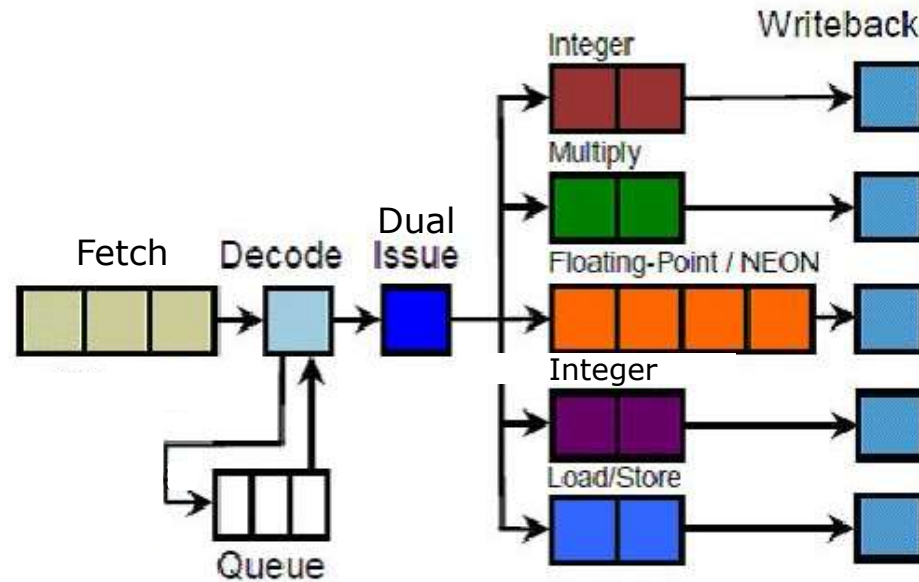 Integer
Writeback
Multiply
Dual
Fetch
Decode
Issue
Floating-Point / NEON
Integer
Load/Store
Queue